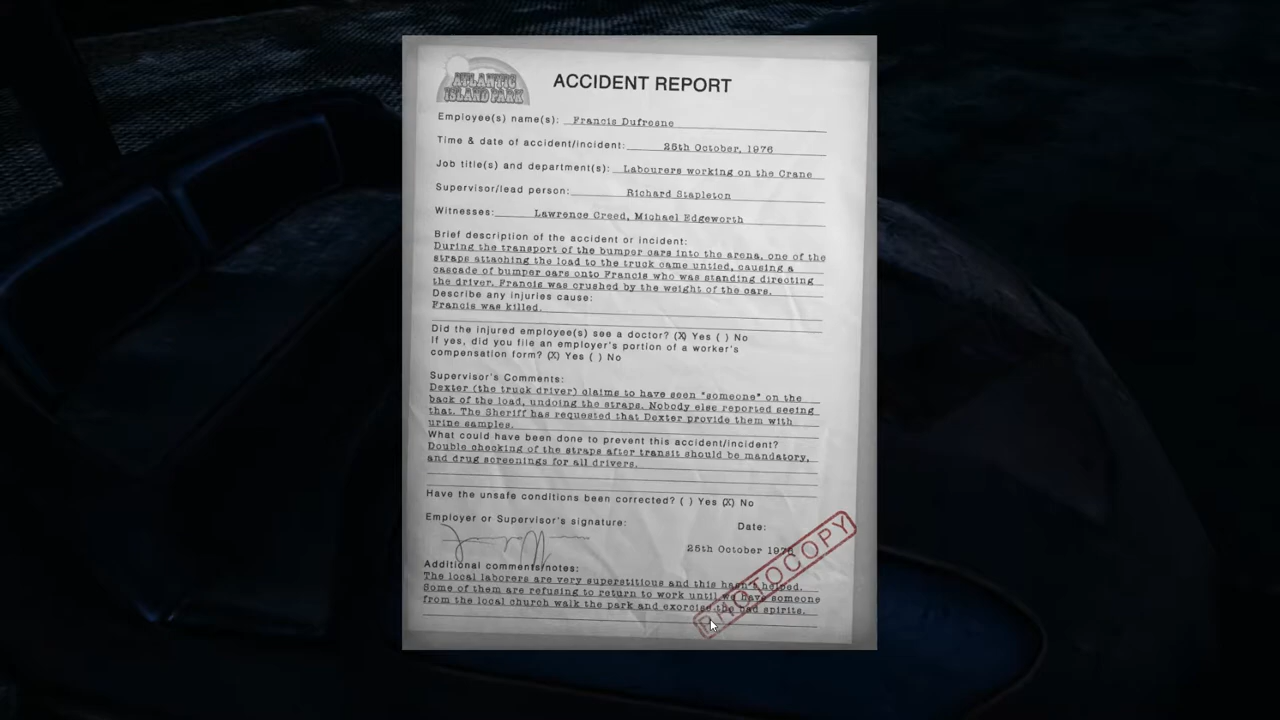 ATLANTIC
ISLAND PARK
ACCIDENT REPORT
Employee(s) name(s): Francis Dufresne
Time & date of accident/incident: 25th October, 1976
Job title(s) and department(s): Labourers working on the Crane
Supervisor/lead person: Richard Stapleton
Witnesses: Lawrence Creed, Michael Edgeworth
Brief description of the accident or incident:
During the transport of the bumper cars into the arena, one of the
straps attaching the load to the truck came untied, causing a
cascade of bumper cars onto Francis who was standing directing
the driver. Francis was crushed by the weight of the cars.
Describe any injuries cause:
Francis was killed.
Did the injured employee(s) see a doctor? (X) Yes ( ) No
If yes, did you file an employer's portion of a worker's
compensation form? (X) Yes ( ) No
Supervisor's Comments:
Dexter (the truck driver) claims to have seen "someone" on the
back of the load, undoing the straps. Nobody else reported seeing
that. The Sheriff has requested that Dexter provide them with
urine samples.
What could have been done to prevent this accident/incident?
Double checking of the straps after transit should be mandatory,
and drug screenings for all drivers.
Have the unsafe conditions been corrected? ( ) Yes (X) No
Employer or Supervisor's signature:
Date:
25th October 1976
PHOTOCOPY
Additional comments/notes:
The local laborers are very superstitious and this hasn't helped.
Some of them are refusing to return to work until we have someone
from the local church walk the park and exorcise the bad spirits.